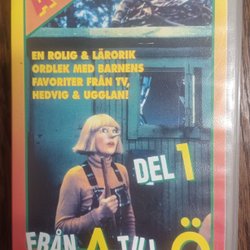 A
EN ROLIG & LÄRORIK
ORDLEK MED BARNENS
FAVORITER FRÅN TV,
HEDVIG & UGGLAN!
DEL 1
FRÅN A TILL Ö